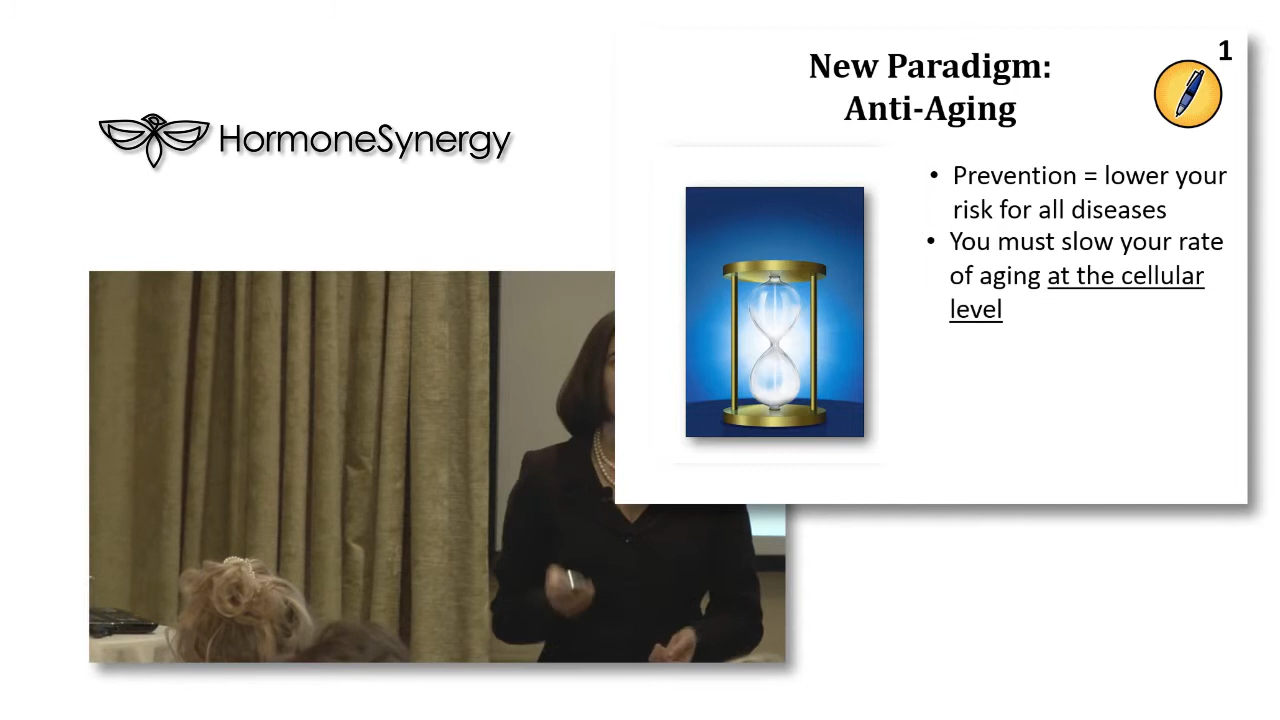 HormoneSynergy
1
New Paradigm:
Anti-Aging
• Prevention = lower your
risk for all diseases
• You must slow your rate
of aging at the cellular
level